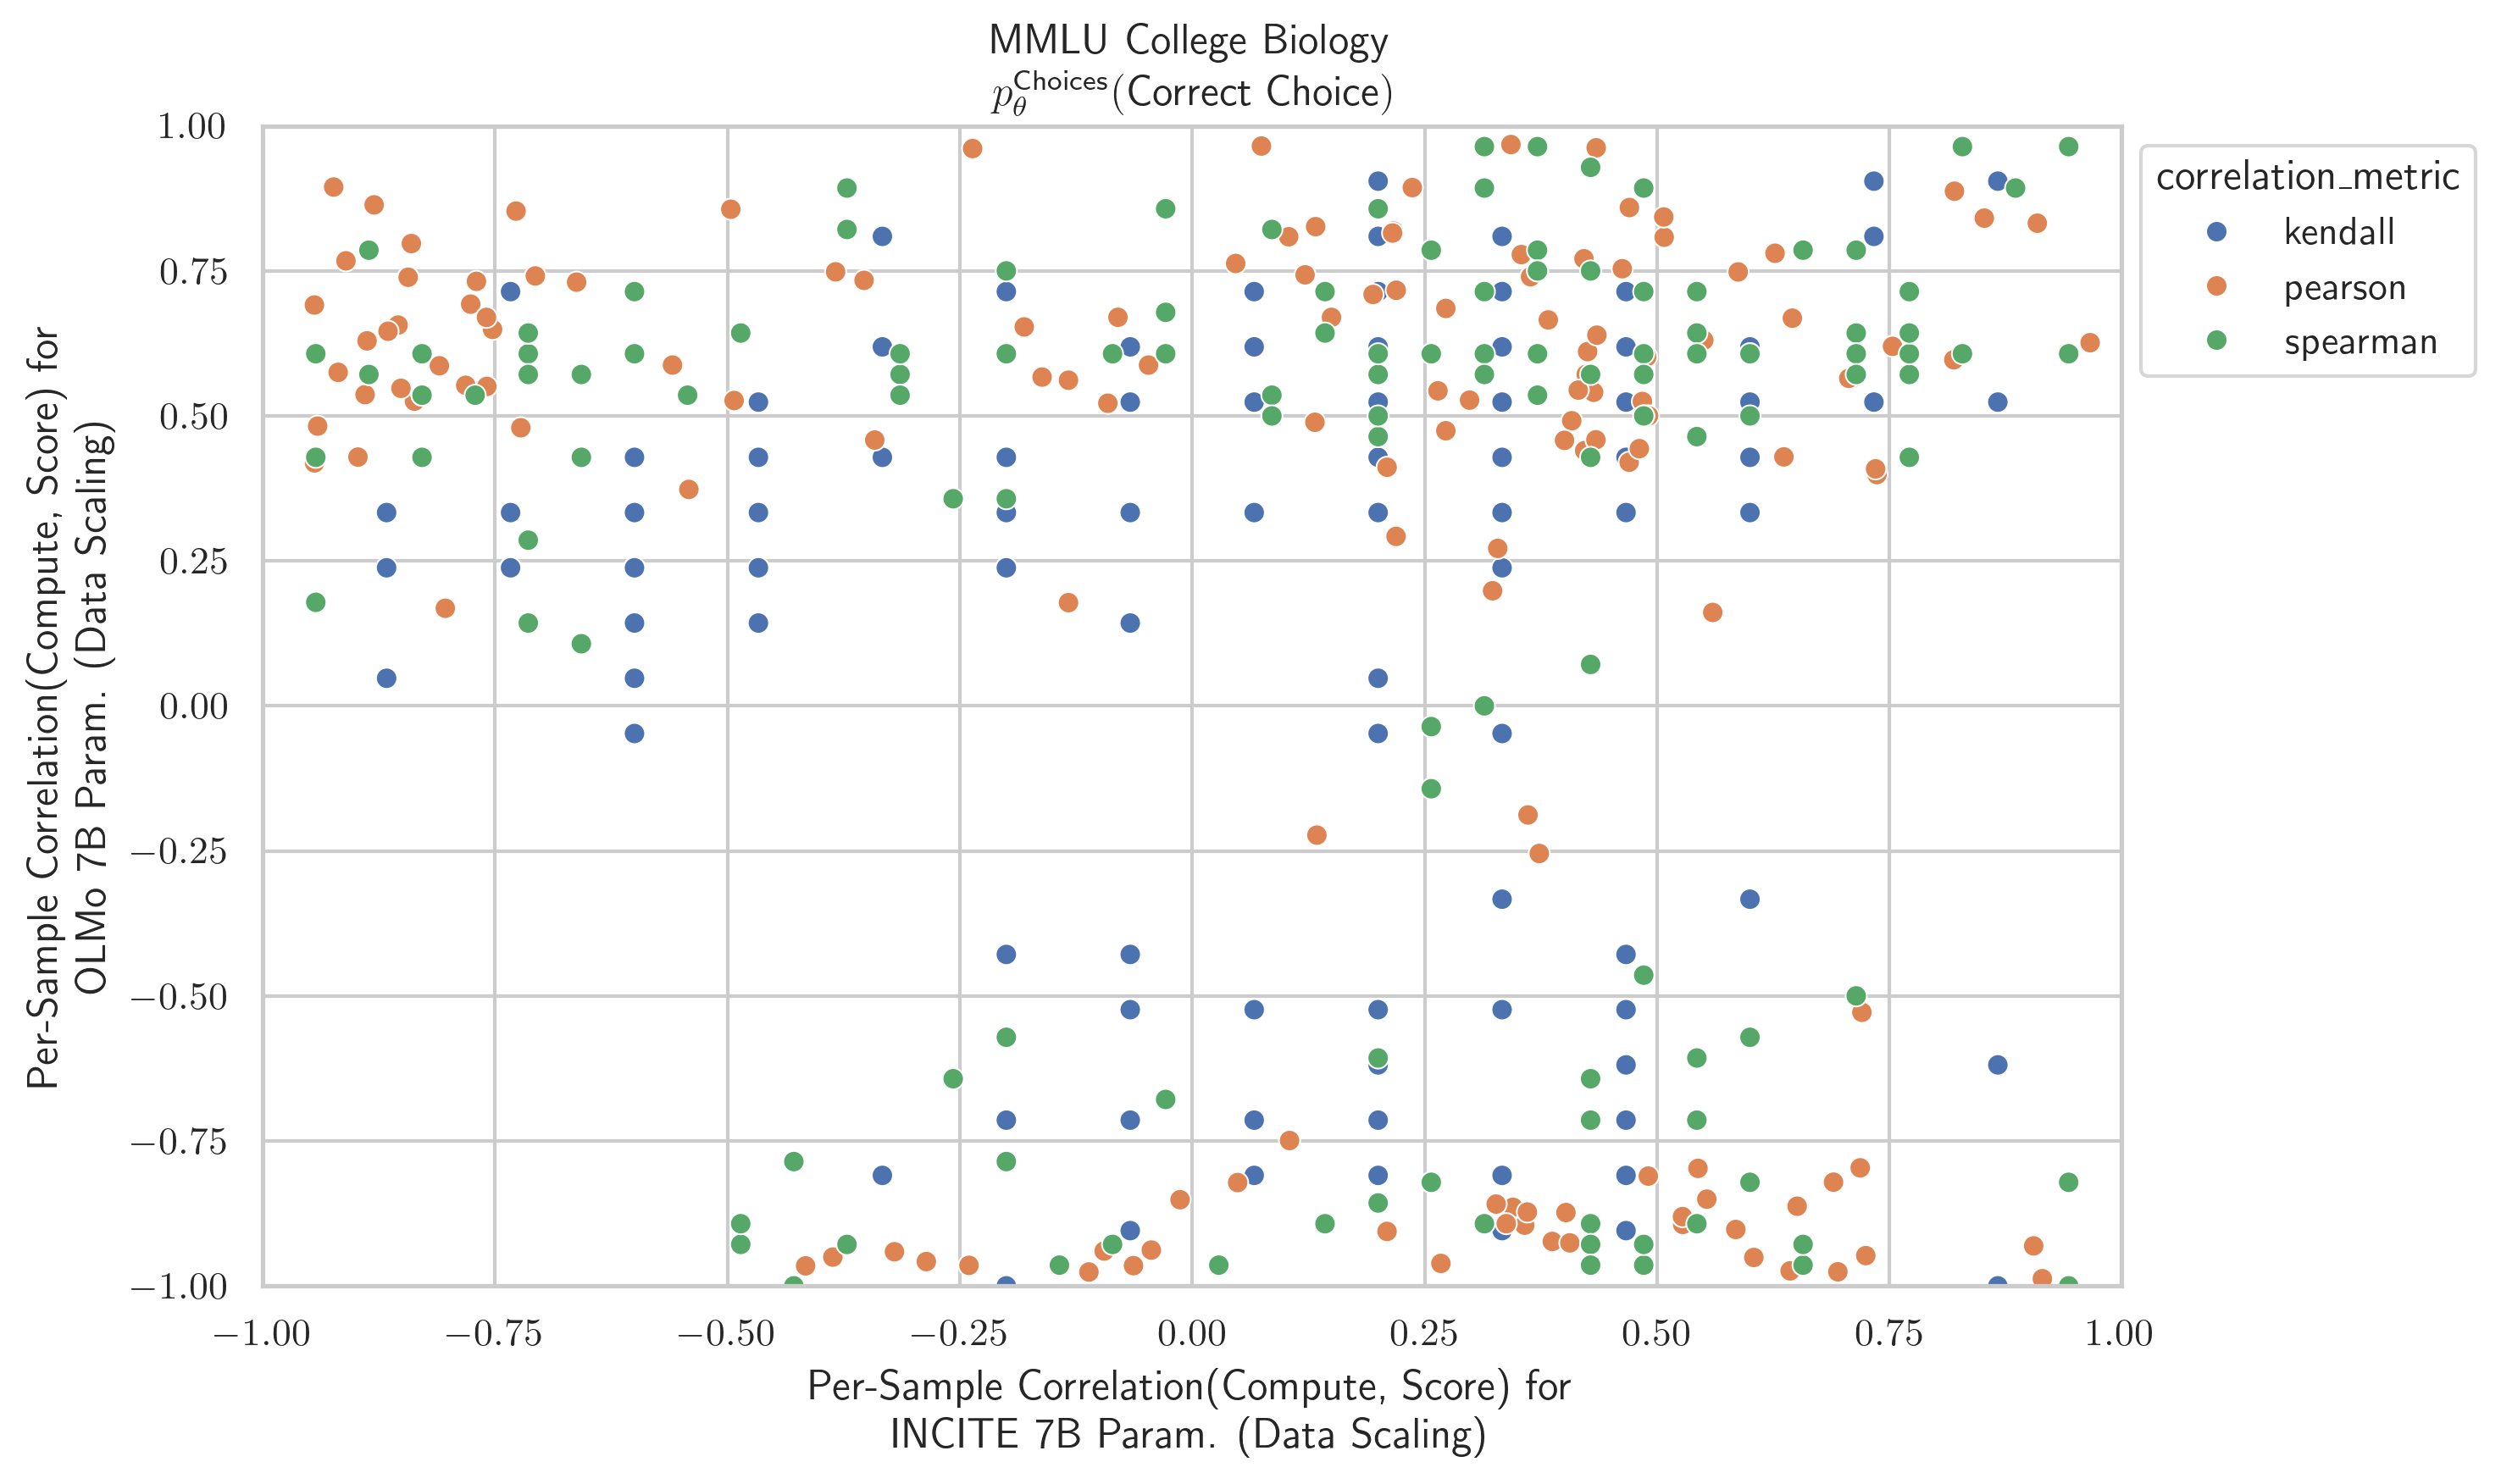 MMLU College Biology
p_θ^Choices(Correct Choice)
1.00
0.75
0.50
0.25
0.00
−0.25
−0.50
−0.75
−1.00
Per-Sample Correlation(Compute, Score) for
OLMo 7B Param. (Data Scaling)
−1.00 −0.75 −0.50 −0.25 0.00 0.25 0.50 0.75 1.00
Per-Sample Correlation(Compute, Score) for
INCITE 7B Param. (Data Scaling)
correlation_metric
kendall
pearson
spearman